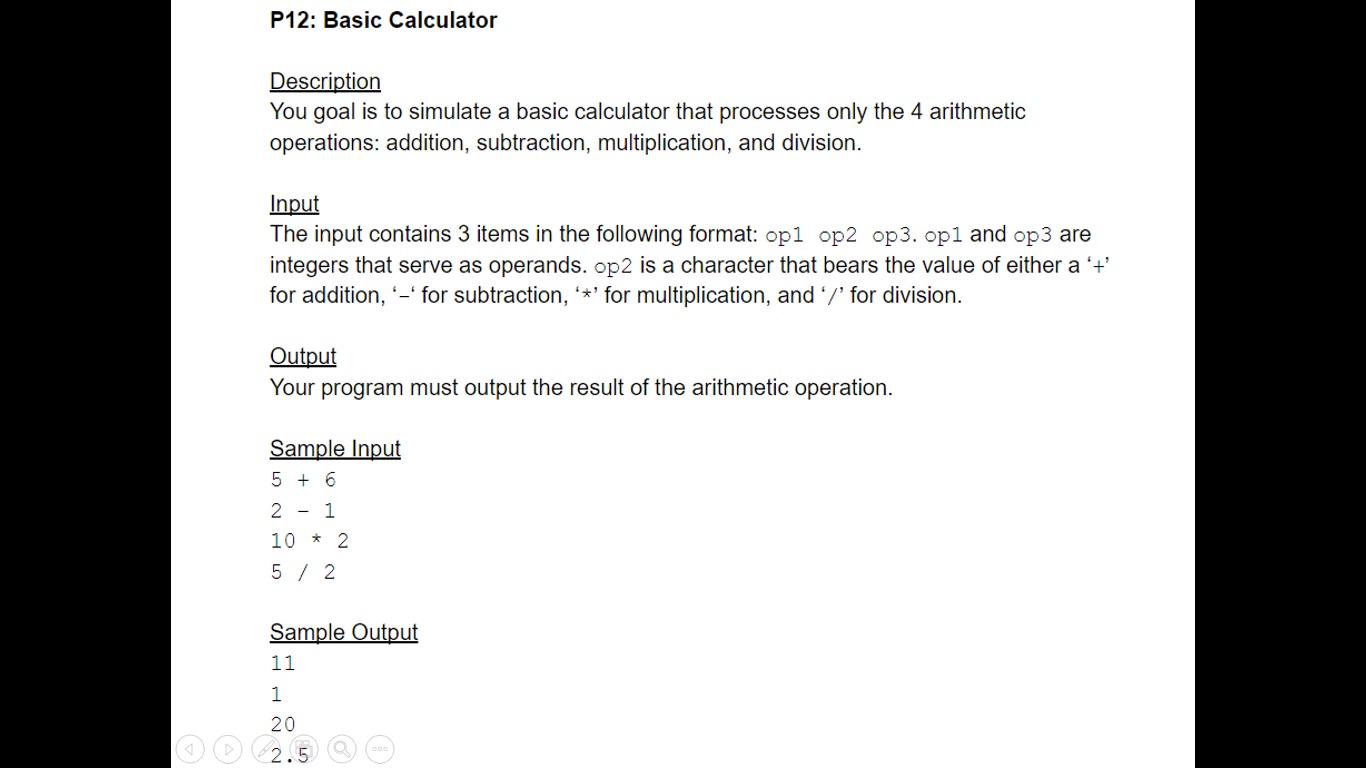 P12: Basic Calculator
Description
You goal is to simulate a basic calculator that processes only the 4 arithmetic
operations: addition, subtraction, multiplication, and division.
Input
The input contains 3 items in the following format: op1 op2 op3. op1 and op3 are
integers that serve as operands. op2 is a character that bears the value of either a ‘+’
for addition, ‘-‘ for subtraction, ‘*’ for multiplication, and ‘/’ for division.
Output
Your program must output the result of the arithmetic operation.
Sample Input
5 + 6
2 - 1
10 * 2
5 / 2
Sample Output
11
1
20
2.5